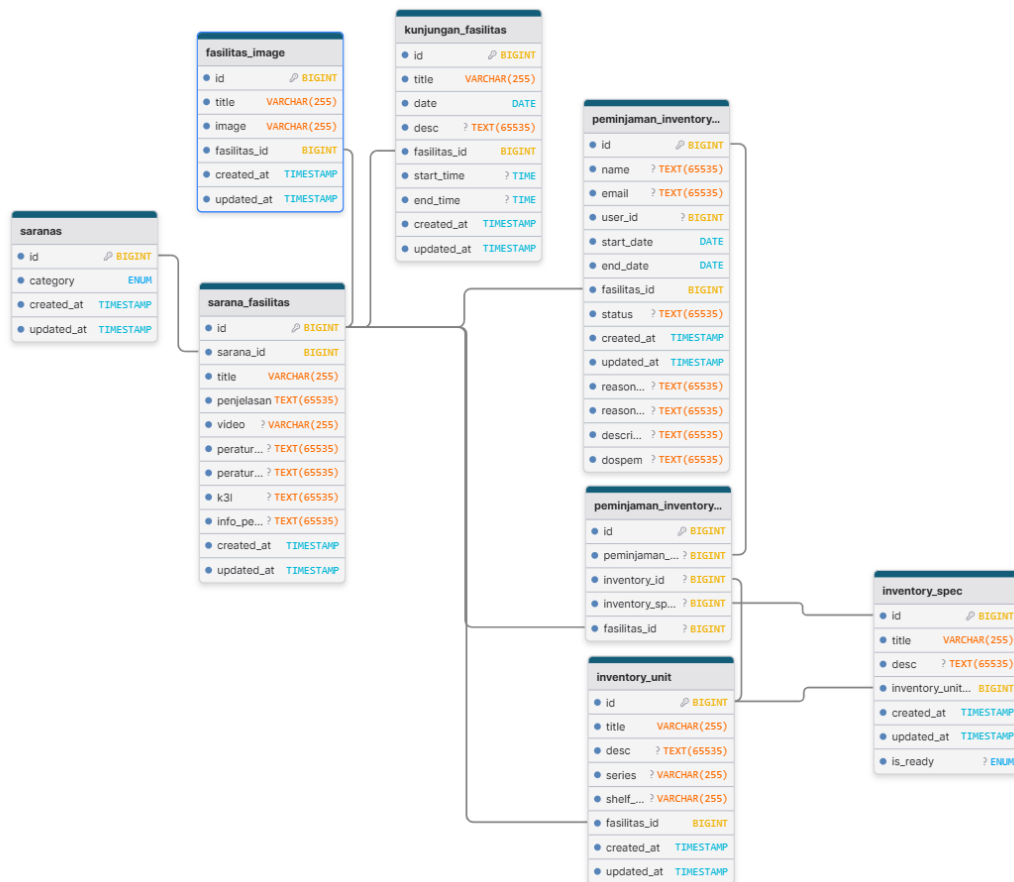 fasilitas_image
id BIGINT
title VARCHAR(255)
image VARCHAR(255)
fasilitas_id BIGINT
created_at TIMESTAMP
updated_at TIMESTAMP
kunjungan_fasilitas
id BIGINT
title VARCHAR(255)
date DATE
desc ? TEXT(65535)
fasilitas_id BIGINT
start_time ? TIME
end_time ? TIME
created_at TIMESTAMP
updated_at TIMESTAMP
peminjaman_inventory...
id BIGINT
name ? TEXT(65535)
email ? TEXT(65535)
user_id ? BIGINT
start_date DATE
end_date DATE
fasilitas_id BIGINT
status ? TEXT(65535)
created_at TIMESTAMP
updated_at TIMESTAMP
reason... ? TEXT(65535)
reason... ? TEXT(65535)
descri... ? TEXT(65535)
dospem ? TEXT(65535)
saranas
id BIGINT
category ENUM
created_at TIMESTAMP
updated_at TIMESTAMP
sarana_fasilitas
id BIGINT
sarana_id BIGINT
title VARCHAR(255)
penjelasan TEXT(65535)
video ? VARCHAR(255)
peratur... ? TEXT(65535)
peratur... ? TEXT(65535)
k3l ? TEXT(65535)
info_pe... ? TEXT(65535)
created_at TIMESTAMP
updated_at TIMESTAMP
peminjaman_inventory...
id BIGINT
peminjaman_... ? BIGINT
inventory_id ? BIGINT
inventory_sp... ? BIGINT
fasilitas_id ? BIGINT
inventory_spec
id BIGINT
title VARCHAR(255)
desc ? TEXT(65535)
inventory_unit... BIGINT
created_at TIMESTAMP
updated_at TIMESTAMP
is_ready ? ENUM
inventory_unit
id BIGINT
title VARCHAR(255)
desc ? TEXT(65535)
series ? VARCHAR(255)
shelf_... ? VARCHAR(255)
fasilitas_id BIGINT
created_at TIMESTAMP
updated_at TIMESTAMP